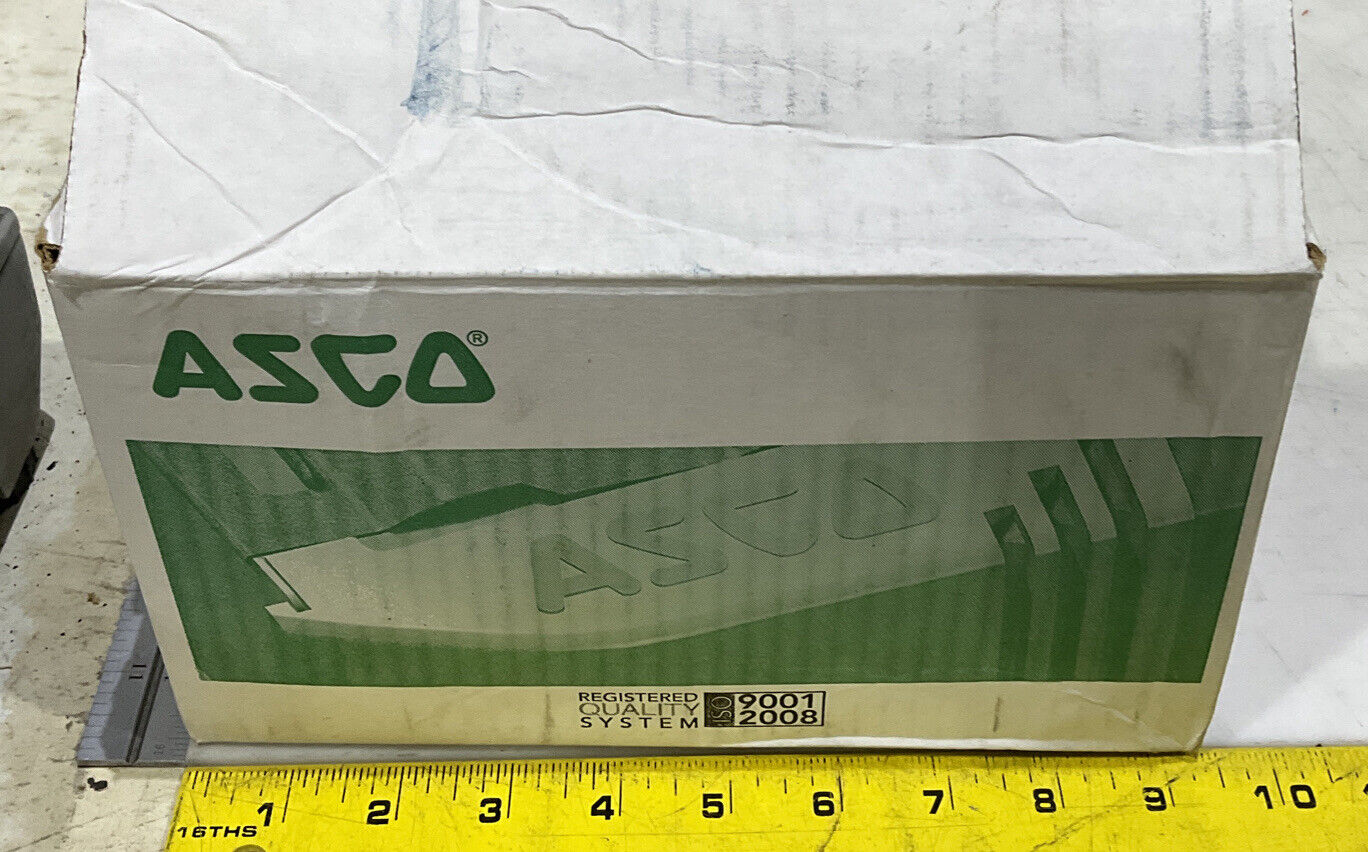 ASCO®
ASCO
REGISTERED
QUALITY
SYSTEM
ISO
9001
2008
11
1 2 3 4 5 6 7 8 9 10
16THS